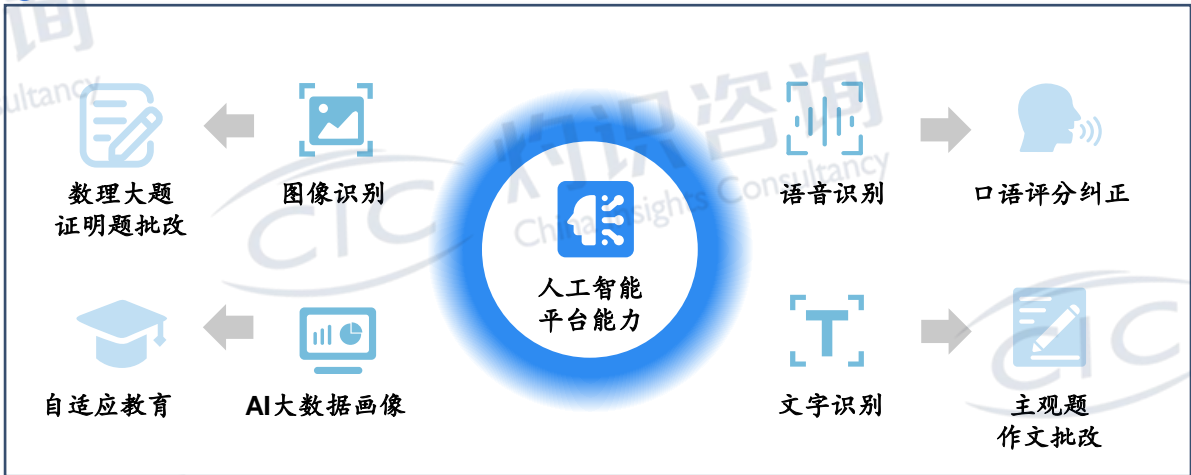 询
sultancy
灼识咨询
China Insights Consultancy
CIC
CIC
数理大题
证明题批改
图像识别
语音识别
口语评分纠正
人工智能
平台能力
自适应教育
AI大数据画像
T
文字识别
主观题
作文批改